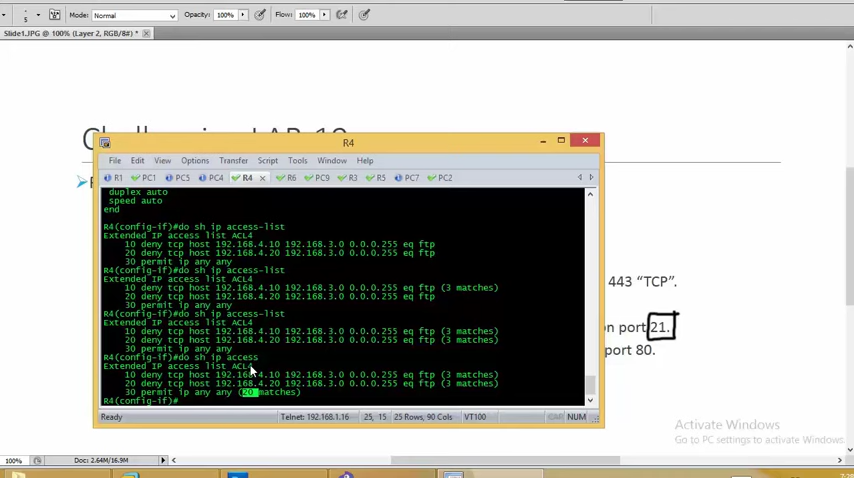 5 Mode: Normal Opacity: 100% Flow: 100%
Slide1.JPG @ 100% (Layer 2, RGB/8#) *
R4
File Edit View Options Transfer Script Tools Window Help
R1 PC1 PC5 PC4 R4 R6 PC9 R3 R5 PC7 PC2
duplex auto
speed auto
end
R4(config-if)#do sh ip access-list
Extended IP access list ACL4
10 deny tcp host 192.168.4.10 192.168.3.0 0.0.0.255 eq ftp
20 deny tcp host 192.168.4.20 192.168.3.0 0.0.0.255 eq ftp
30 permit ip any any
R4(config-if)#do sh ip access-list
Extended IP access list ACL4
10 deny tcp host 192.168.4.10 192.168.3.0 0.0.0.255 eq ftp (3 matches)
20 deny tcp host 192.168.4.20 192.168.3.0 0.0.0.255 eq ftp
30 permit ip any any
R4(config-if)#do sh ip access-list
Extended IP access list ACL4
10 deny tcp host 192.168.4.10 192.168.3.0 0.0.0.255 eq ftp (3 matches)
20 deny tcp host 192.168.4.20 192.168.3.0 0.0.0.255 eq ftp (3 matches)
30 permit ip any any
R4(config-if)#do sh ip access
Extended IP access list ACL4
10 deny tcp host 192.168.4.10 192.168.3.0 0.0.0.255 eq ftp (3 matches)
20 deny tcp host 192.168.4.20 192.168.3.0 0.0.0.255 eq ftp (3 matches)
30 permit ip any any (20 matches)
R4(config-if)#
443 “TCP”.
on port 21.
port 80.
Ready Telnet: 192.168.1.16 25, 15 25 Rows, 90 Cols VT100 CAP NUM
Activate Windows
Go to PC settings to activate Windows.
100% Doc: 2.64M/16.9M